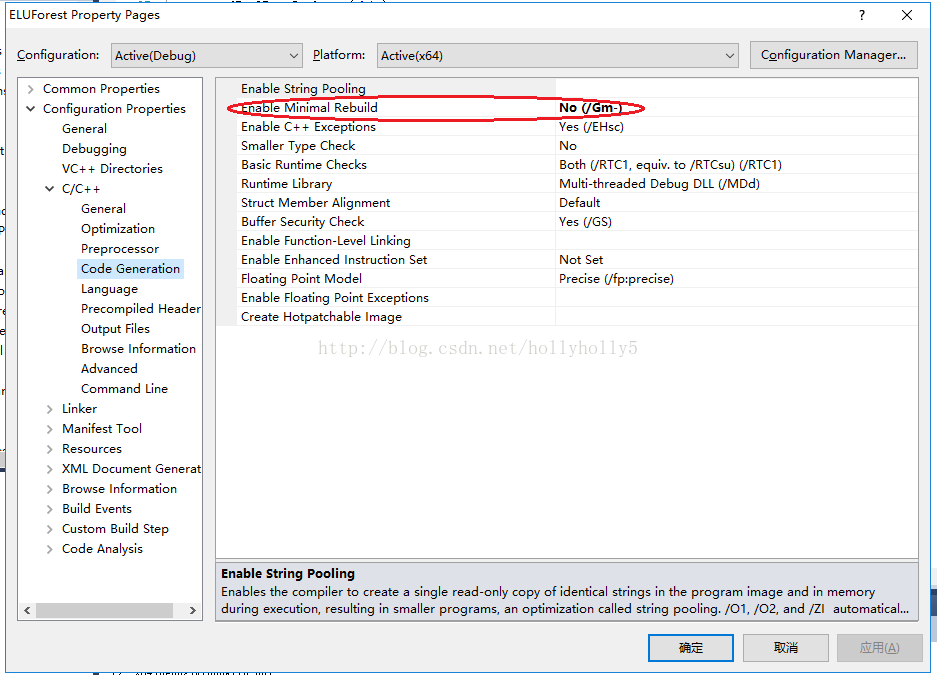 ELUForest Property Pages
?
Configuration: Active(Debug) Platform: Active(x64) Configuration Manager...
Common Properties
Configuration Properties
General
Debugging
VC++ Directories
C/C++
General
Optimization
Preprocessor
Code Generation
Language
Precompiled Header
Output Files
Browse Information
Advanced
Command Line
Linker
Manifest Tool
Resources
XML Document Generat
Browse Information
Build Events
Custom Build Step
Code Analysis
Enable String Pooling
Enable Minimal Rebuild No (/Gm-)
Enable C++ Exceptions Yes (/EHsc)
Smaller Type Check No
Basic Runtime Checks Both (/RTC1, equiv. to /RTCsu) (/RTC1)
Runtime Library Multi-threaded Debug DLL (/MDd)
Struct Member Alignment Default
Buffer Security Check Yes (/GS)
Enable Function-Level Linking
Enable Enhanced Instruction Set Not Set
Floating Point Model Precise (/fp:precise)
Enable Floating Point Exceptions
Create Hotpatchable Image
http://blog.csdn.net/hollyholly5
Enable String Pooling
Enables the compiler to create a single read-only copy of identical strings in the program image and in memory
during execution, resulting in smaller programs, an optimization called string pooling. /O1, /O2, and /ZI automatical...
确定 取消 应用(A)